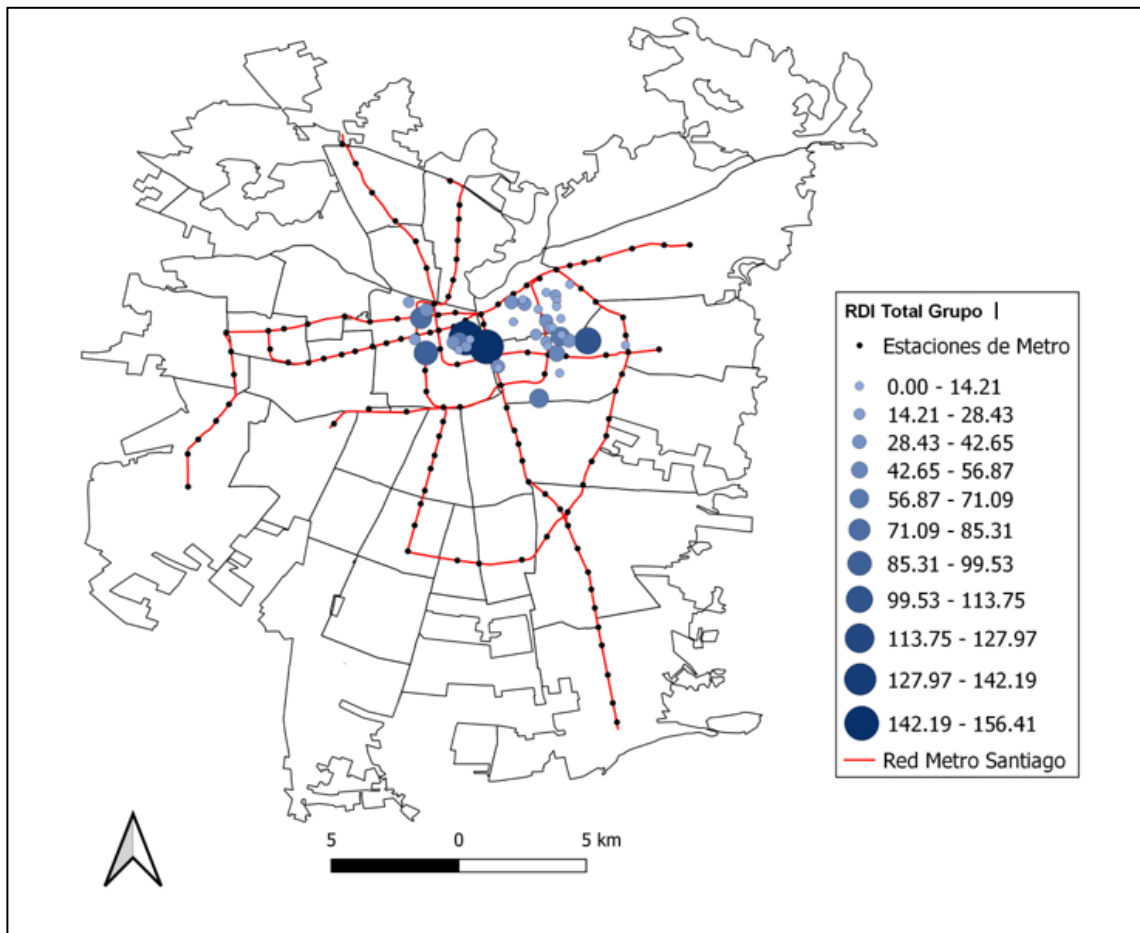 RDI Total Grupo |
Estaciones de Metro
0.00 - 14.21
14.21 - 28.43
28.43 - 42.65
42.65 - 56.87
56.87 - 71.09
71.09 - 85.31
85.31 - 99.53
99.53 - 113.75
113.75 - 127.97
127.97 - 142.19
142.19 - 156.41
Red Metro Santiago
5 0 5 km